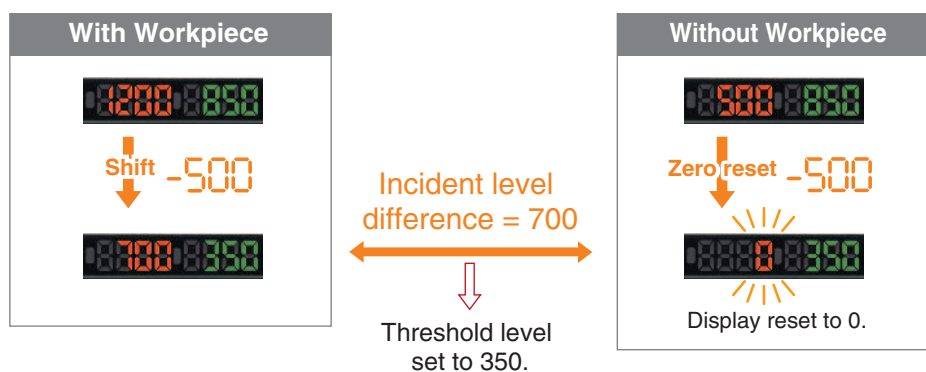 With Workpiece
1200 850
Shift -500
700 350
Incident level
difference = 700
Threshold level
set to 350.
Without Workpiece
500 850
Zero reset -500
0 350
Display reset to 0.